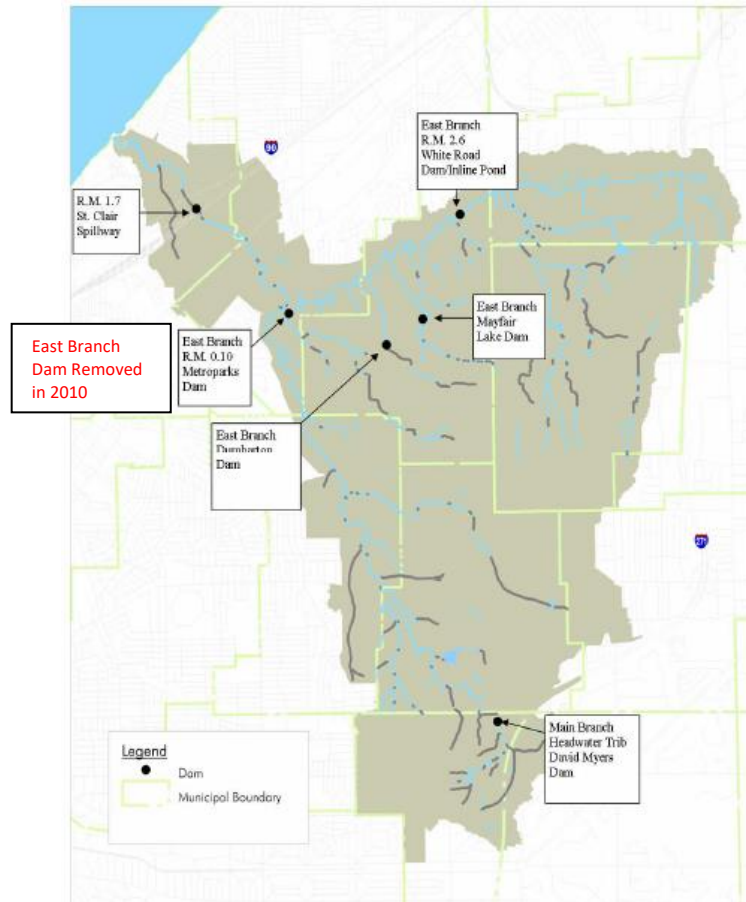 90
East Branch
R.M. 2.6
White Road
Dam/Inline Pond
R.M. 1.7
St. Clair
Spillway
East Branch
Dam Removed
in 2010
East Branch
R.M. 0.10
Metroparks
Dam
East Branch
Mayfair
Lake Dam
East Branch
Dumbarton
Dam
271
Main Branch
Headwater Trib
David Myers
Dam
Legend
Dam
Municipal Boundary